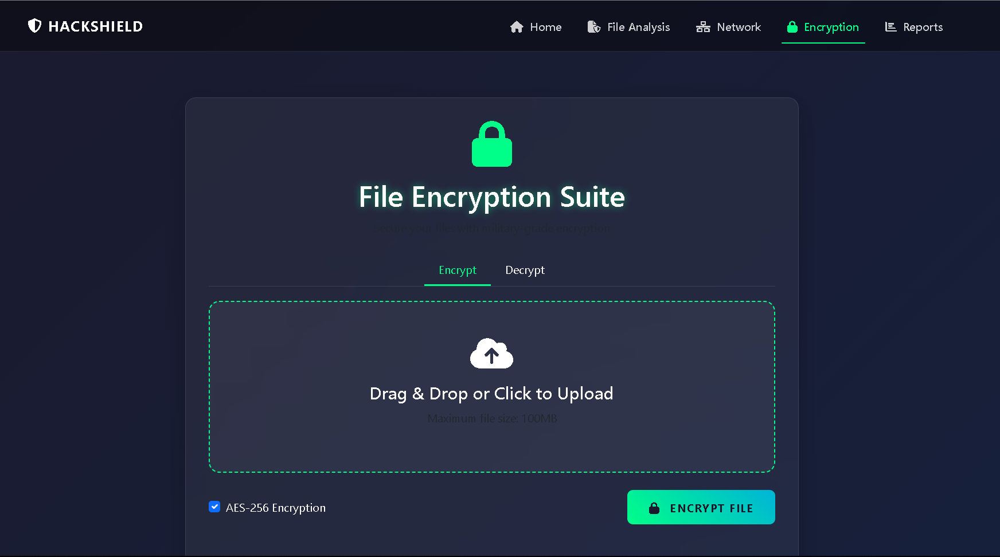 HACKSHIELD
Home
File Analysis
Network
Encryption
Reports
File Encryption Suite
Secure your files with military-grade encryption
Encrypt
Decrypt
Drag & Drop or Click to Upload
Maximum file size: 100MB
AES-256 Encryption
ENCRYPT FILE